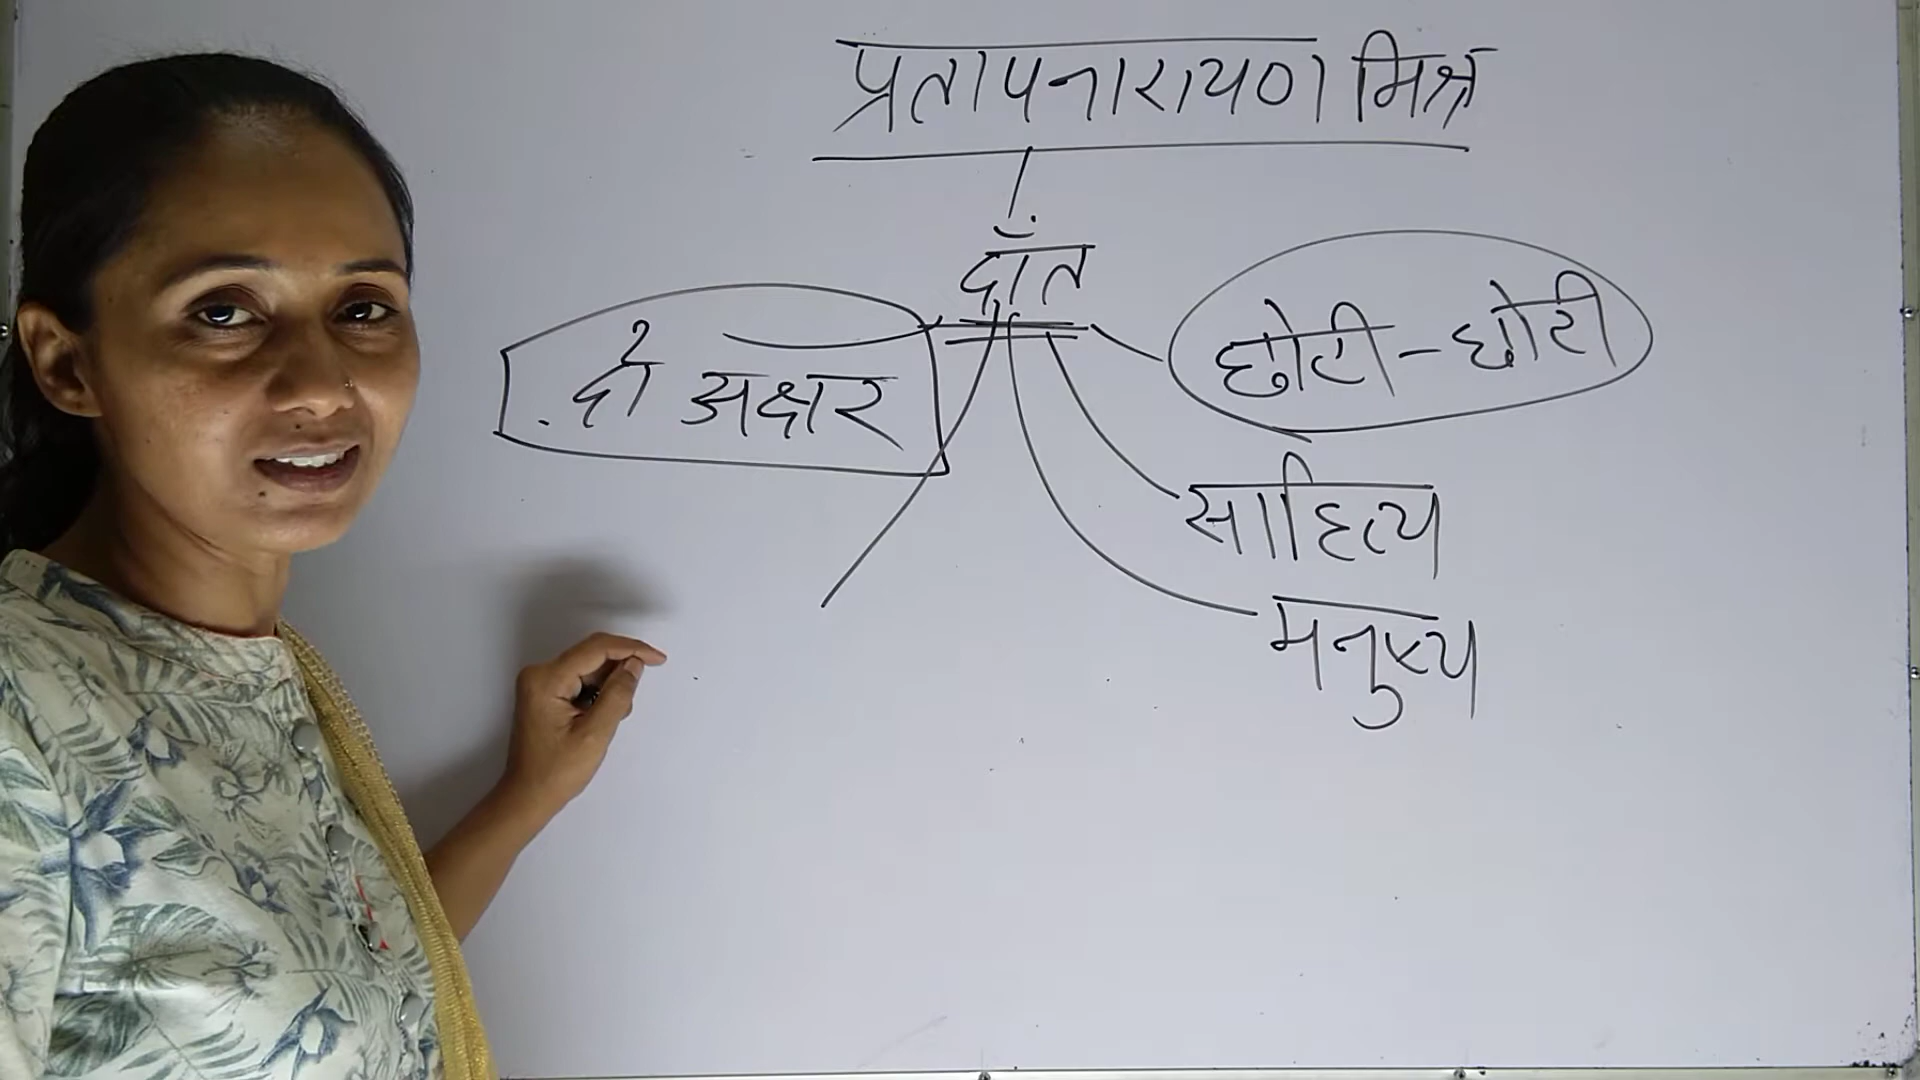 प्रतापनारायण मिश्र
दाँत
दो अक्षर
छोटी-छोटी
साहित्य
मनुष्य